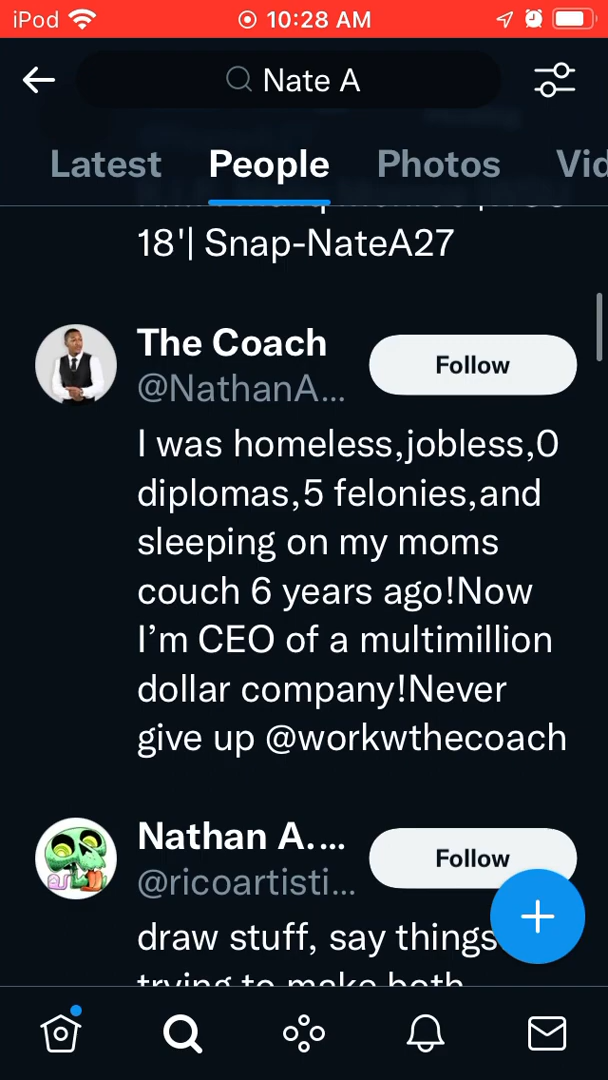 iPod 10:28 AM
Nate A
Latest People Photos Vid
18'| Snap-NateA27
The Coach
Follow
@NathanA...
I was homeless,jobless,0
diplomas,5 felonies,and
sleeping on my moms
couch 6 years ago!Now
I’m CEO of a multimillion
dollar company!Never
give up @workwthecoach
Nathan A....
Follow
@ricoartisti...
draw stuff, say things
trying to make both